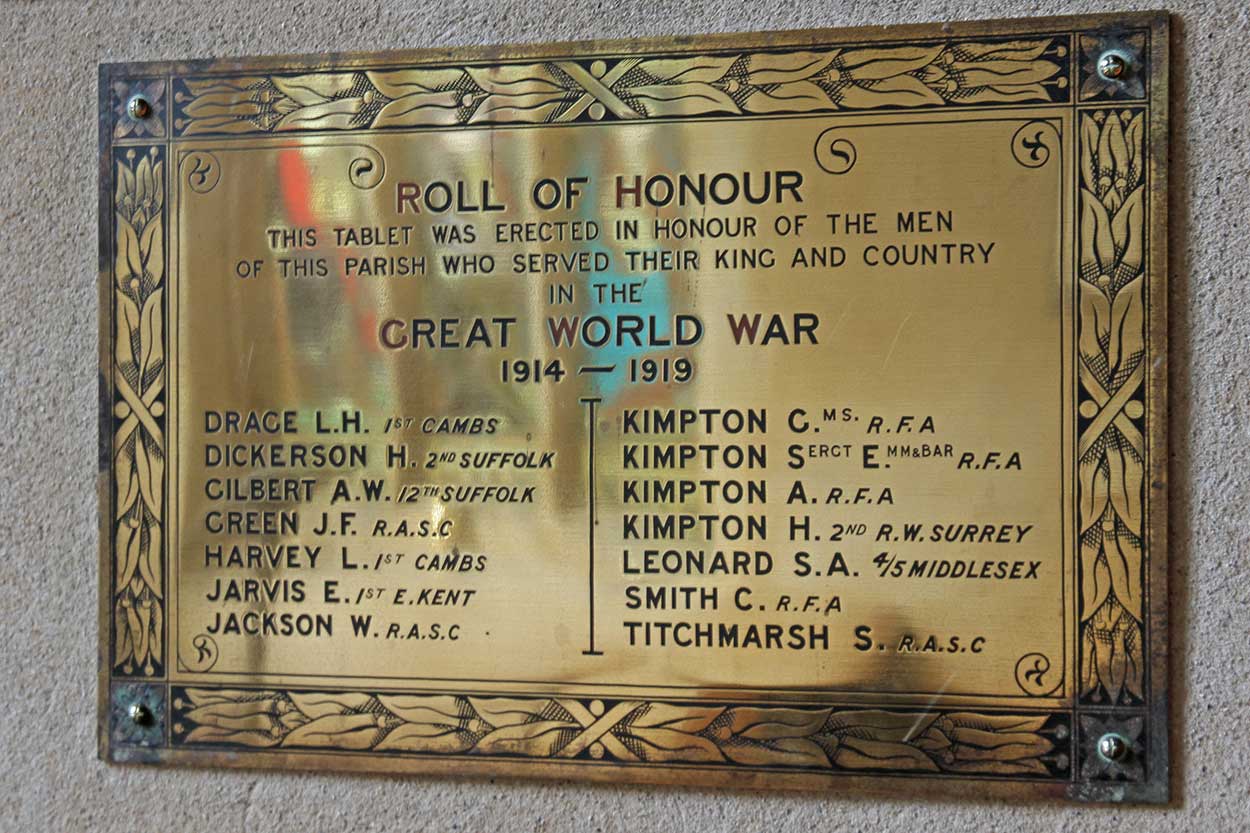 ROLL OF HONOUR
THIS TABLET WAS ERECTED IN HONOUR OF THE MEN
OF THIS PARISH WHO SERVED THEIR KING AND COUNTRY
IN THE
GREAT WORLD WAR
1914 — 1919
DRAGE L.H. 1ST CAMBS
DICKERSON H. 2ND SUFFOLK
GILBERT A.W. 12TH SUFFOLK
GREEN J.F. R.A.S.C
HARVEY L. 1ST CAMBS
JARVIS E. 1ST E.KENT
JACKSON W. R.A.S.C
KIMPTON G.MS. R.F.A
KIMPTON SERGT E.MM&BAR R.F.A
KIMPTON A. R.F.A
KIMPTON H. 2ND R.W. SURREY
LEONARD S.A. 4/5 MIDDLESEX
SMITH C. R.F.A
TITCHMARSH S. R.A.S.C